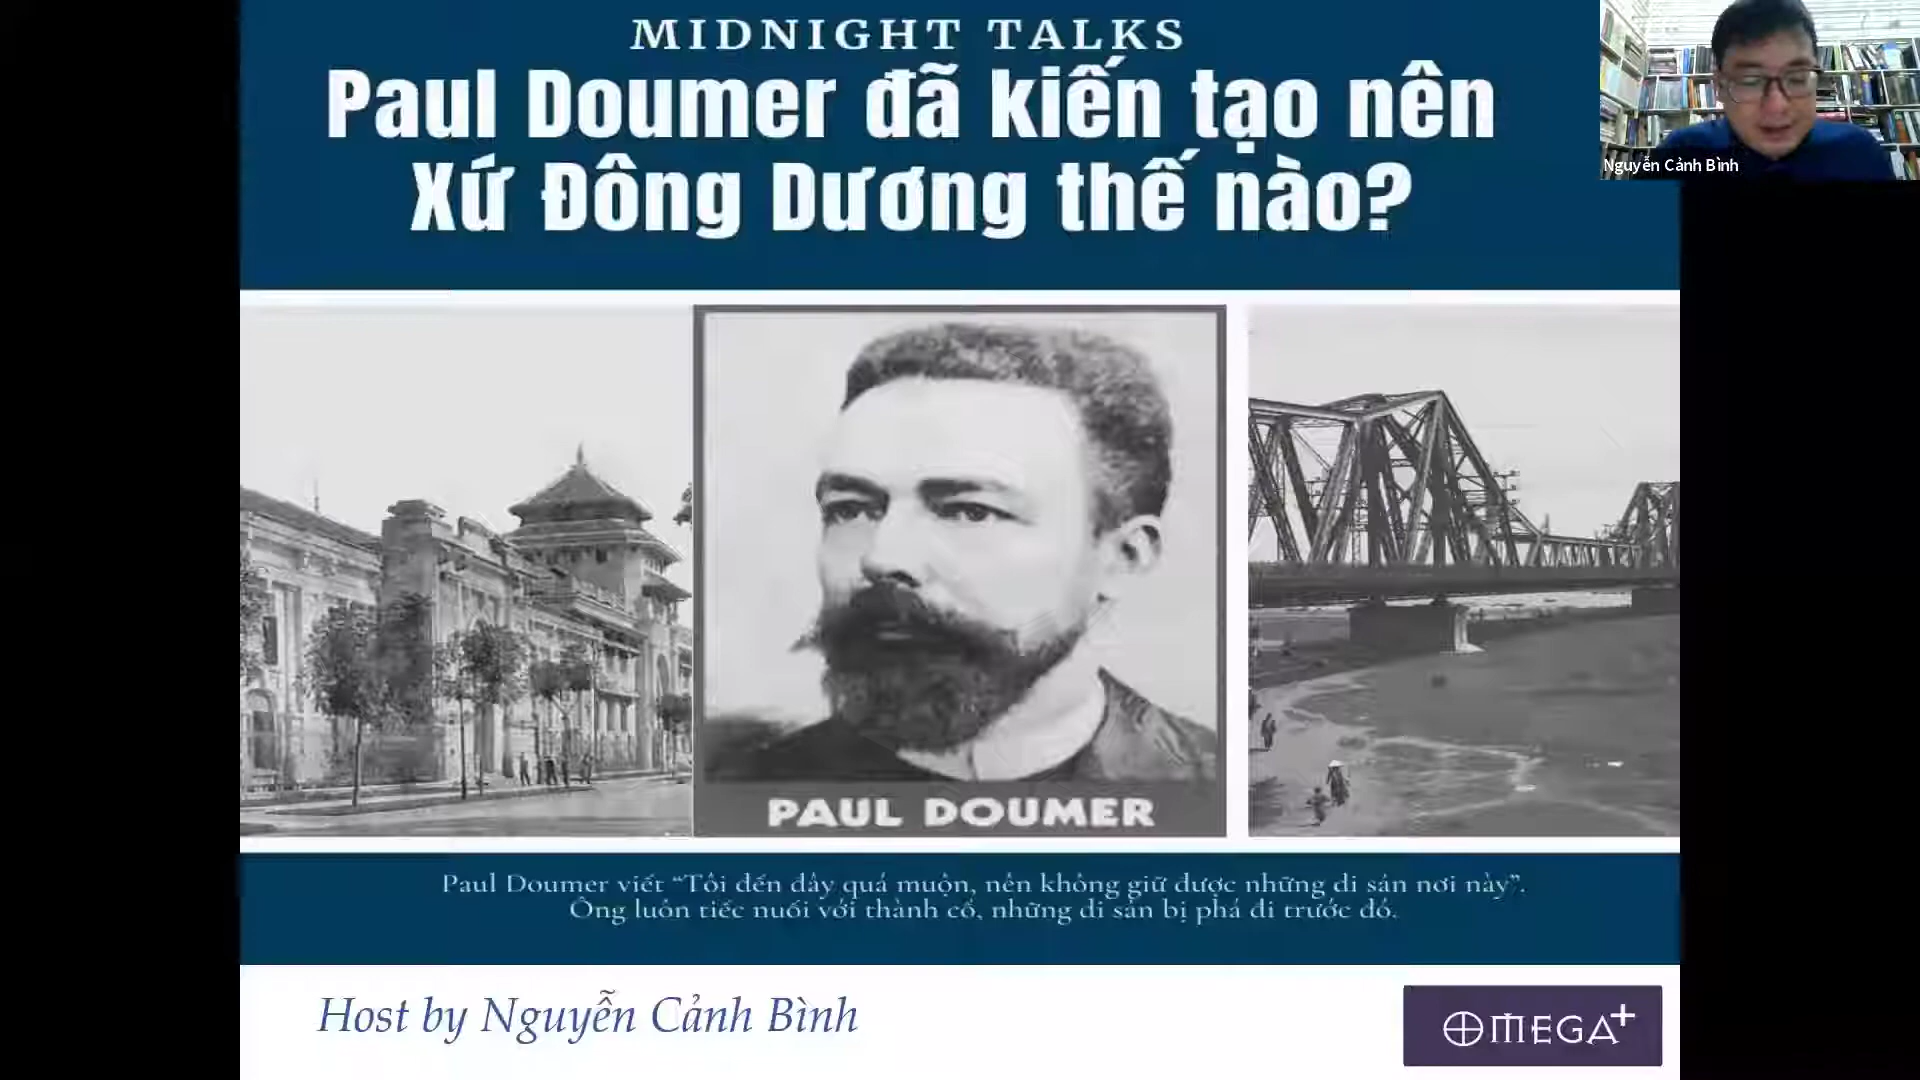 MIDNIGHT TALKS
Paul Doumer đã kiến tạo nên
Xứ Đông Dương thế nào?
Nguyễn Cảnh Bình
PAUL DOUMER
Paul Doumer viết “Tôi đến đây quá muộn, nên không giữ được những di sản nơi này”.
Ông luôn tiếc nuối với thành cổ, những di sản bị phá đi trước đó.
Host by Nguyễn Cảnh Bình
OMEGA+